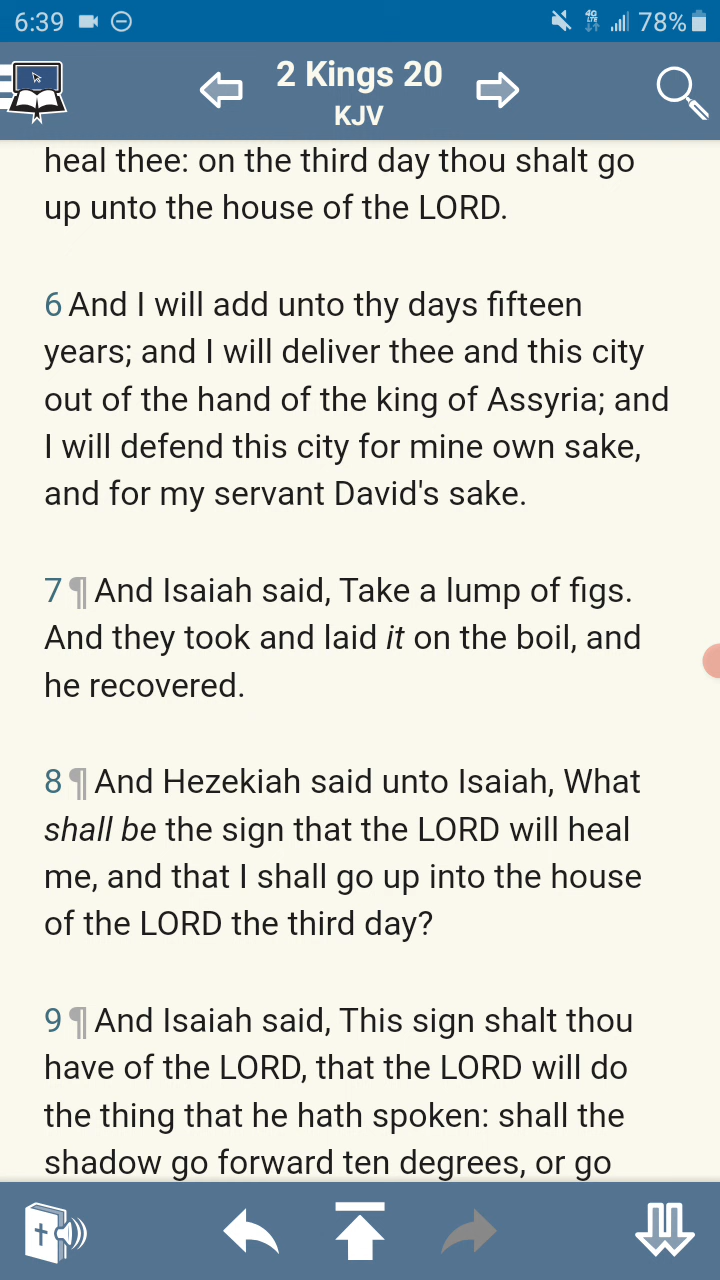 6:39
4G LTE
78%
2 Kings 20
KJV
heal thee: on the third day thou shalt go
up unto the house of the LORD.
6 And I will add unto thy days fifteen
years; and I will deliver thee and this city
out of the hand of the king of Assyria; and
I will defend this city for mine own sake,
and for my servant David's sake.
7 ¶ And Isaiah said, Take a lump of figs.
And they took and laid it on the boil, and
he recovered.
8 ¶ And Hezekiah said unto Isaiah, What
shall be the sign that the LORD will heal
me, and that I shall go up into the house
of the LORD the third day?
9 ¶ And Isaiah said, This sign shalt thou
have of the LORD, that the LORD will do
the thing that he hath spoken: shall the
shadow go forward ten degrees, or go